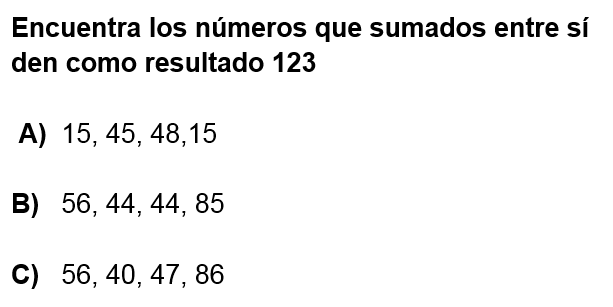 Encuentra los números que sumados entre sí
den como resultado 123
A) 15, 45, 48,15
B) 56, 44, 44, 85
C) 56, 40, 47, 86